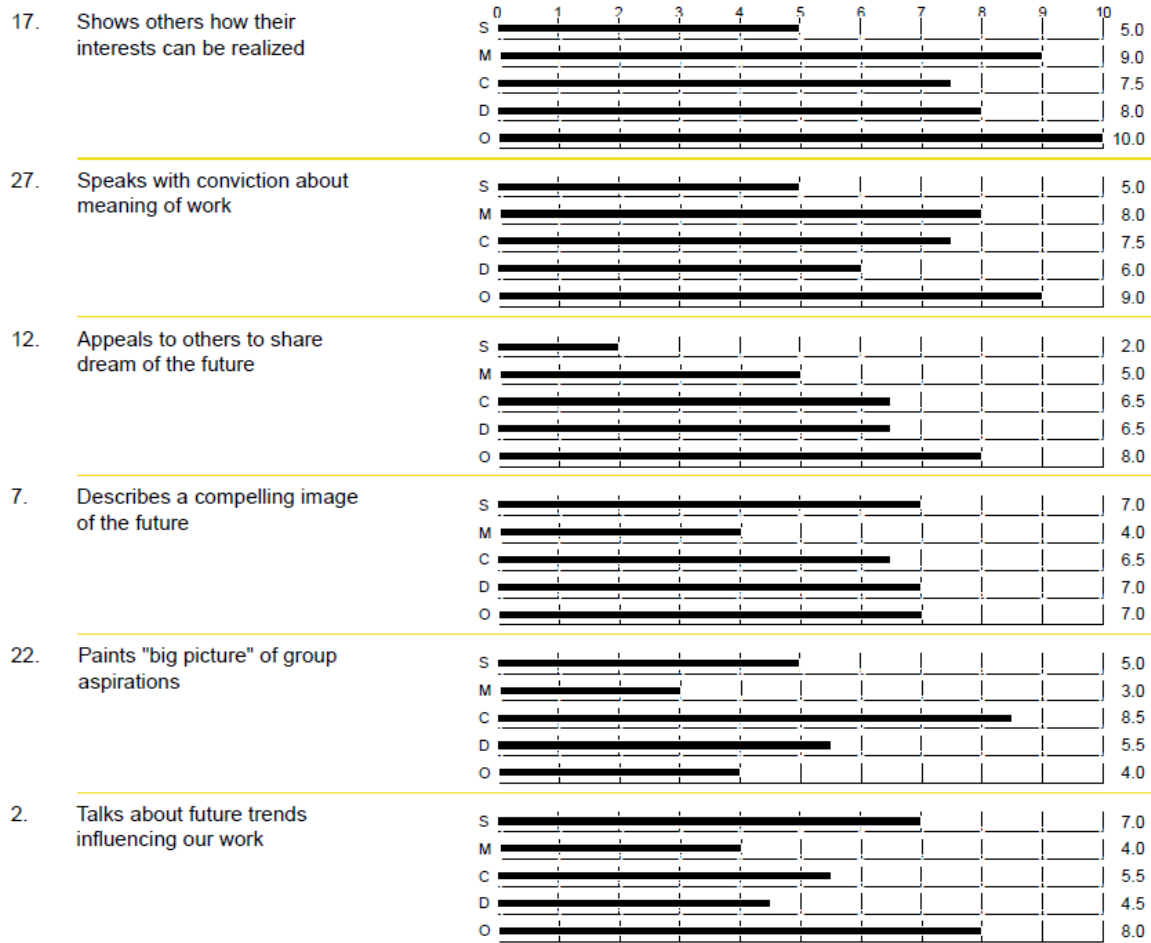 0 1 2 3 4 5 6 7 8 9 10
17. Shows others how their
interests can be realized
S 5.0
M 9.0
C 7.5
D 8.0
O 10.0
27. Speaks with conviction about
meaning of work
S 5.0
M 8.0
C 7.5
D 6.0
O 9.0
12. Appeals to others to share
dream of the future
S 2.0
M 5.0
C 6.5
D 6.5
O 8.0
7. Describes a compelling image
of the future
S 7.0
M 4.0
C 6.5
D 7.0
O 7.0
22. Paints "big picture" of group
aspirations
S 5.0
M 3.0
C 8.5
D 5.5
O 4.0
2. Talks about future trends
influencing our work
S 7.0
M 4.0
C 5.5
D 4.5
O 8.0